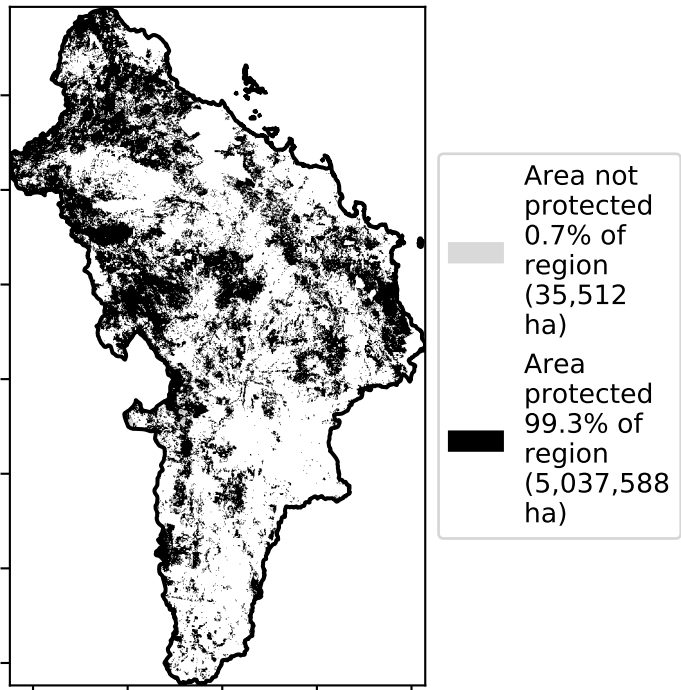 Area not
protected
0.7% of
region
(35,512
ha)
Area
protected
99.3% of
region
(5,037,588
ha)